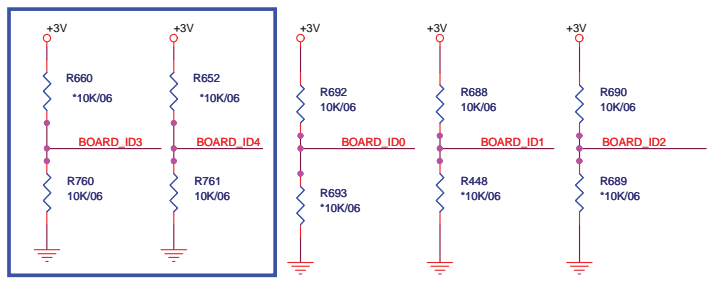 +3V
+3V
+3V
+3V
+3V
R660
*10K/06
R652
*10K/06
R692
10K/06
R688
10K/06
R690
10K/06
BOARD_ID3
BOARD_ID4
BOARD_ID0
BOARD_ID1
BOARD_ID2
R760
10K/06
R761
10K/06
R693
*10K/06
R448
*10K/06
R689
*10K/06